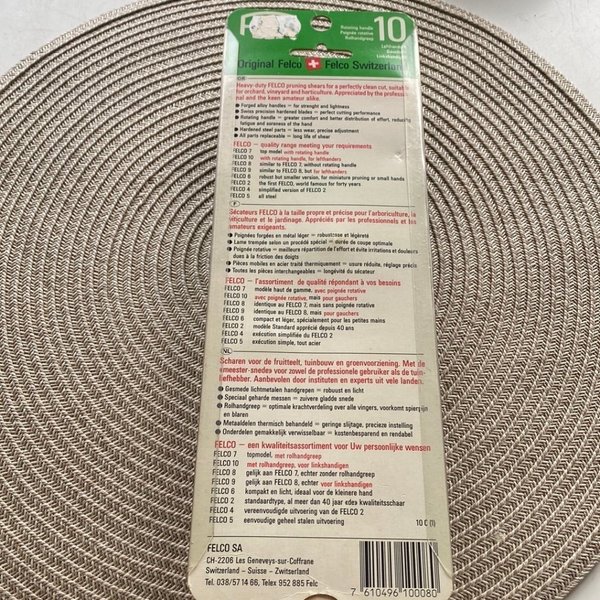 F
Rotating handle
Poignée rotative
Rolhandgreep
10
Original Felco + Felco Switzerland
GB
Heavy-duty FELCO pruning shears for a perfectly clean cut, suitable
for orchard, vineyard and horticulture. Appreciated by the professio-
nal and the keen amateur alike.
● Forged alloy handles = for strenght and lightness
● Swiss precision hardened blades = perfect cutting performance
● Rotating handle = greater comfort and better distribution of effort, reducing
fatigue and soreness of the hand
● Hardened steel parts = less wear, precise adjustment
● All parts replaceable = long life of shear
FELCO – quality range meeting your requirements
FELCO 7 top model with rotating handle
FELCO 10 with rotating handle, for lefthanders
FELCO 8 similar to FELCO 7, without rotating handle
FELCO 9 similar to FELCO 8, but for lefthanders
FELCO 6 robust but smaller version, for miniature pruning or small hands
FELCO 2 the first FELCO, world famous for forty years
FELCO 4 simplified version of FELCO 2
FELCO 5 all steel
F
Sécateurs FELCO à la taille propre et précise pour l'arboriculture, la
viticulture et le jardinage. Appréciés par les professionnels et les
amateurs exigeants.
● Poignées forgées en métal léger = robustesse et légèreté
● Lame trempée selon un procédé spécial = durée de coupe optimale
● Poignée rotative = meilleure répartition de l'effort et évite irritations et douleurs
dues à la friction des doigts
● Pièces mobiles en acier traité thermiquement = usure réduite, réglage précis
● Toutes les pièces interchangeables = longévité du sécateur
FELCO – l'assortiment de qualité répondant à vos besoins
FELCO 7 modèle haut de gamme, avec poignée rotative
FELCO 10 avec poignée rotative, mais pour gauchers
FELCO 8 identique au FELCO 7, mais sans poignée rotative
FELCO 9 identique au FELCO 8, mais pour gauchers
FELCO 6 compact et léger, spécialement pour les petites mains
FELCO 2 modèle Standard apprécié depuis 40 ans
FELCO 4 exécution simplifiée du FELCO 2
FELCO 5 exécution simple, tout acier
NL
Scharen voor de fruitteelt, tuinbouw en groenvoorziening. Met de
meester-snedes voor zowel de professionele gebruiker als de tuin-
liefhebber. Aanbevolen door instituten en experts uit vele landen.
● Gesmede lichtmetalen handgrepen = robuust en licht
● Speciaal geharde messen = zuivere gladde snede
● Rolhandgreep = optimale krachtverdeling over alle vingers, voorkomt spierpijn
en blaren
● Metaaldelen thermisch behandeld = geringe slijtage, precieze instelling
● Onderdelen gemakkelijk verwisselbaar = kostenbesparend en rendabel
FELCO – een kwaliteitsassortiment voor Uw persoonlijke wensen
FELCO 7 topmodel, met rolhandgreep
FELCO 10 met rolhandgreep, voor linkshandigen
FELCO 8 gelijk aan FELCO 7, echter zonder rolhandgreep
FELCO 9 gelijk aan FELCO 8, echter voor linkshandigen
FELCO 6 kompakt en licht, ideaal voor de kleinere hand
FELCO 2 standaardtype, al meer dan 40 jaar «de» kwaliteitsschaar
FELCO 4 vereenvoudigde uitvoering van de FELCO 2
FELCO 5 eenvoudige geheel stalen uitvoering
10 D (1)
FELCO SA
CH-2206 Les Geneveys-sur-Coffrane
Switzerland – Suisse – Zwitserland
Tel. 038/57 14 66, Telex 952 885 Felc
7 610496 100080